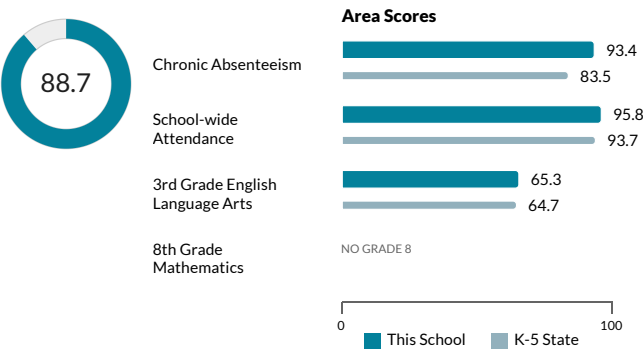 Area Scores
88.7
Chronic Absenteeism
93.4
83.5
School-wide
Attendance
95.8
93.7
3rd Grade English
Language Arts
65.3
64.7
8th Grade
Mathematics
NO GRADE 8
0
100
This School
K-5 State